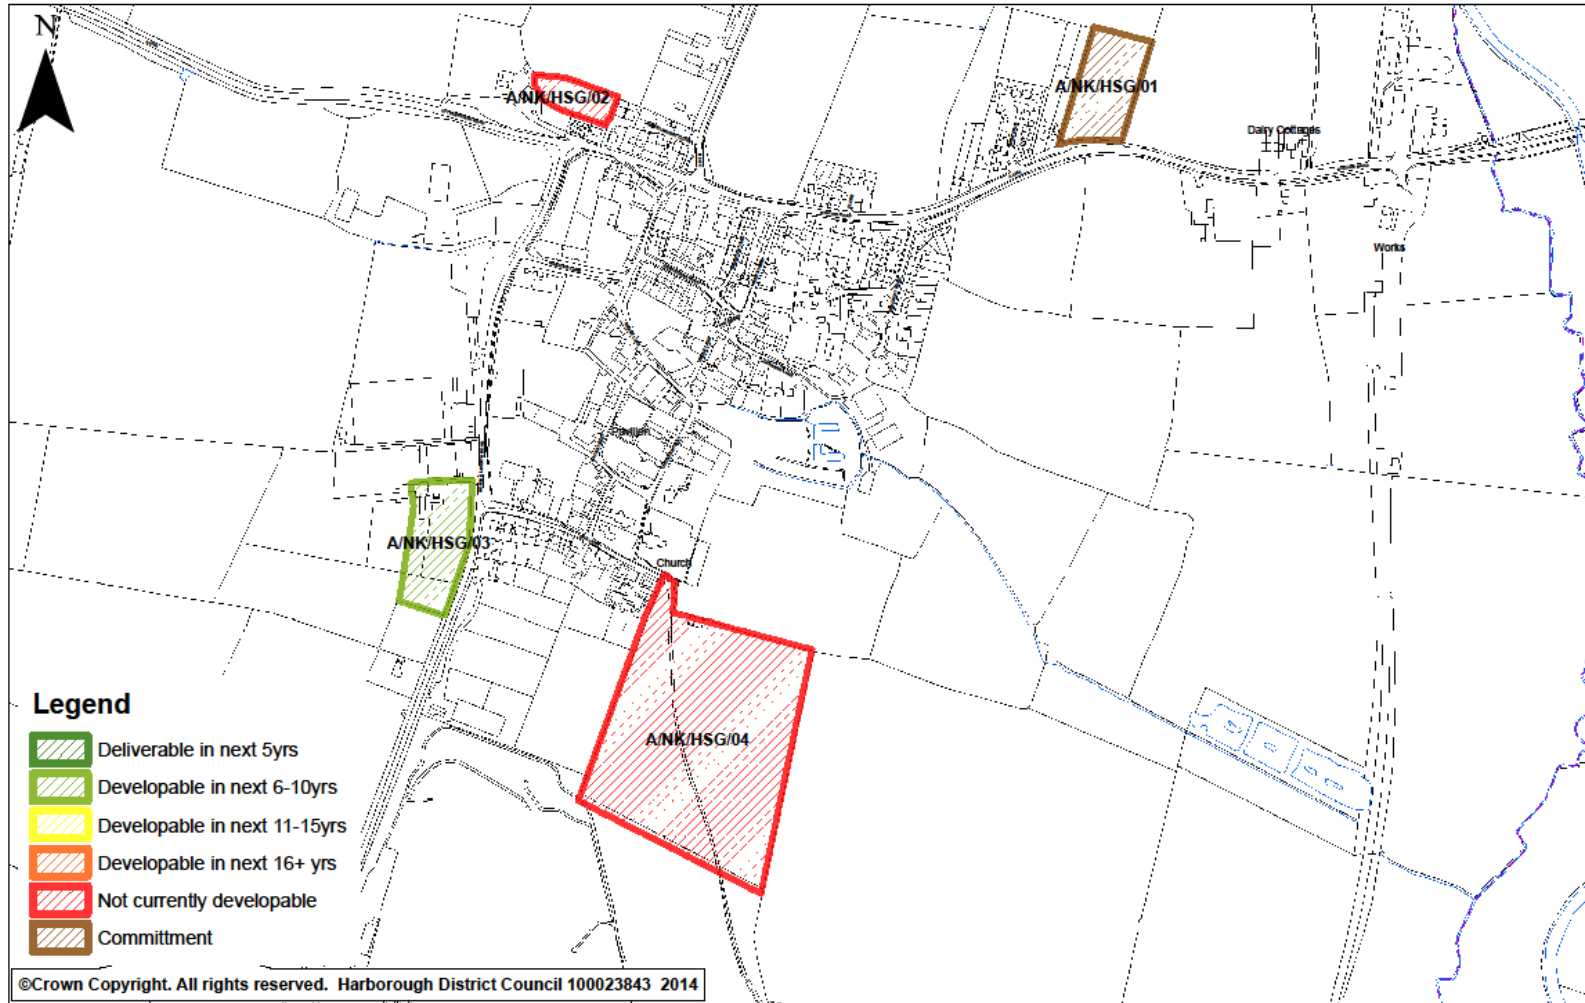 N
A/NK/HSG/02
A/NK/HSG/01
Dairy Cottages
Works
Pavilion
A/NK/HSG/03
Church
A/NK/HSG/04
Legend
Deliverable in next 5yrs
Developable in next 6-10yrs
Developable in next 11-15yrs
Developable in next 16+ yrs
Not currently developable
Committment
©Crown Copyright. All rights reserved. Harborough District Council 100023843 2014